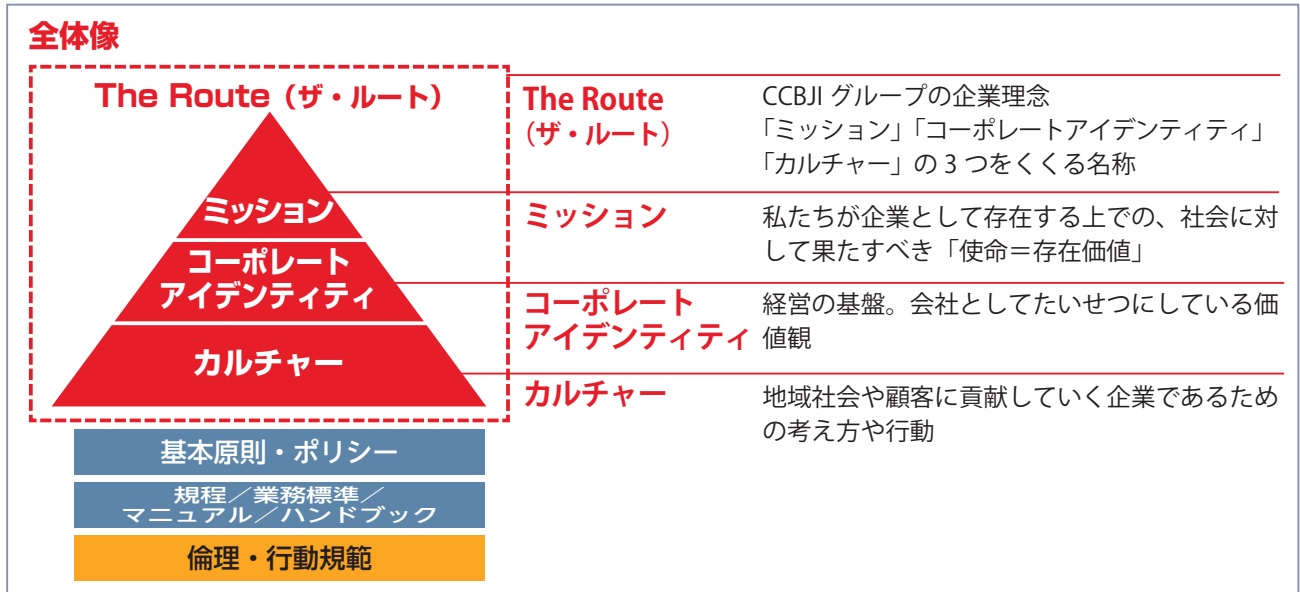 全体像
The Route（ザ・ルート）
ミッション
コーポレート
アイデンティティ
カルチャー
基本原則・ポリシー
規程／業務標準／
マニュアル／ハンドブック
倫理・行動規範
The Route
（ザ・ルート）
CCBJI グループの企業理念
「ミッション」「コーポレートアイデンティティ」
「カルチャー」の 3 つをくくる名称
ミッション
私たちが企業として存在する上での、社会に対
して果たすべき「使命＝存在価値」
コーポレート
アイデンティティ
経営の基盤。会社としてたいせつにしている価
値観
カルチャー
地域社会や顧客に貢献していく企業であるため
の考え方や行動